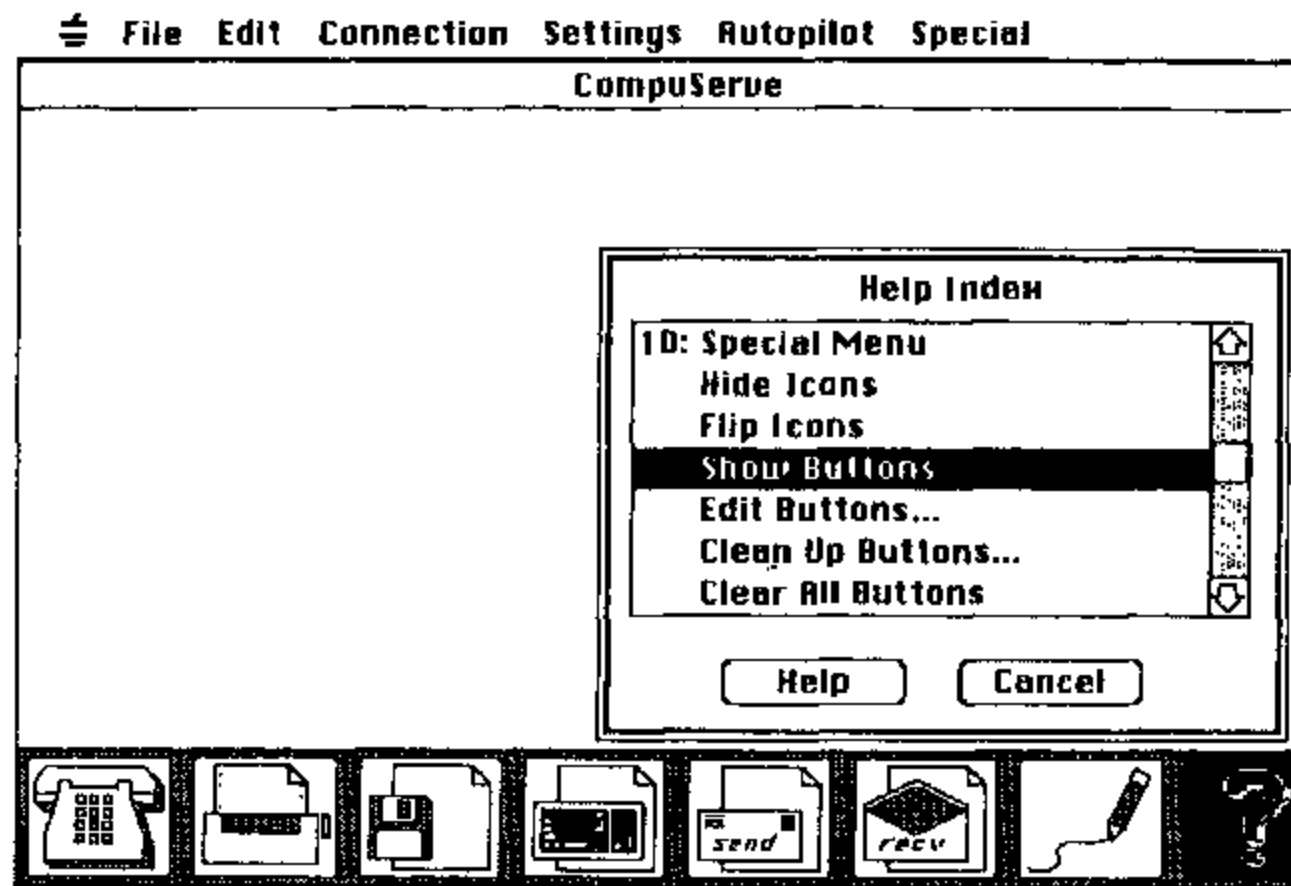 File Edit Connection Settings Autopilot Special
CompuServe
Help Index
10: Special Menu
Hide Icons
Flip Icons
Show Buttons
Edit Buttons...
Clean Up Buttons...
Clear All Buttons
Help Cancel
send recv ?